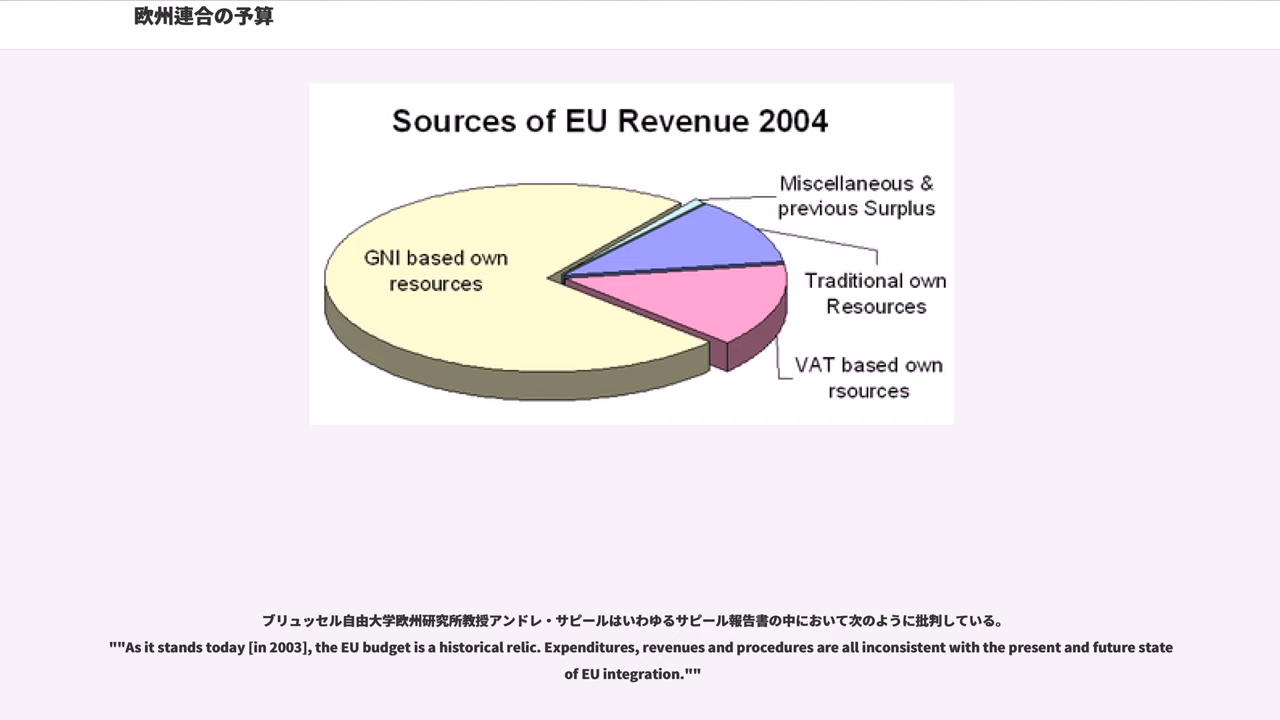 欧州連合の予算
Sources of EU Revenue 2004
Miscellaneous &
previous Surplus
GNI based own
resources
Traditional own
Resources
VAT based own
rsources
ブリュッセル自由大学欧州研究所教授アンドレ・サピールはいわゆるサピール報告書の中において次のように批判している。
""As it stands today [in 2003], the EU budget is a historical relic. Expenditures, revenues and procedures are all inconsistent with the present and future state
of EU integration.""